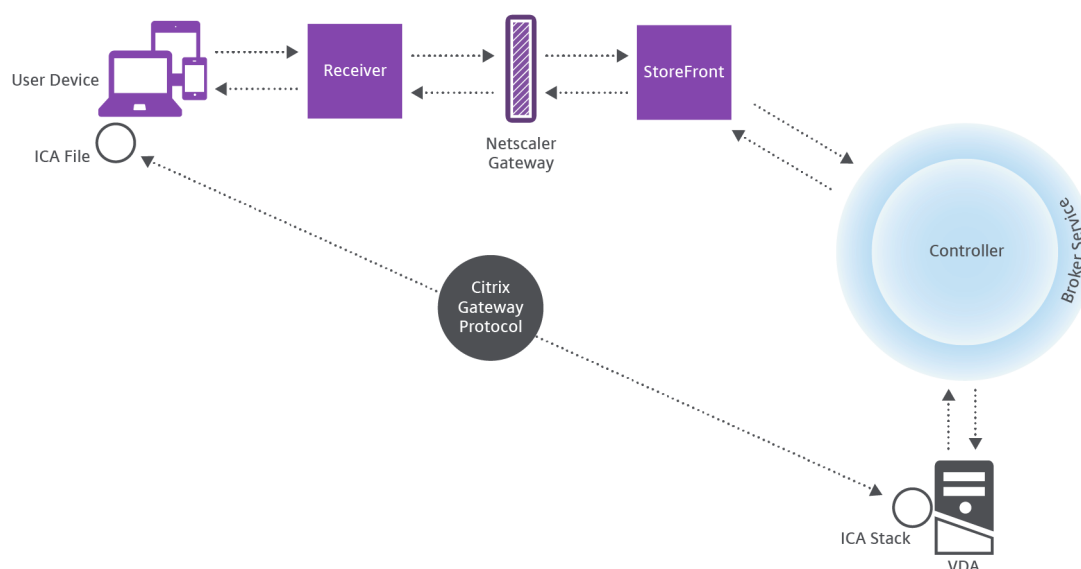 User Device
Receiver
StoreFront
Netscaler
Gateway
ICA File
Controller
Broker Service
Citrix
Gateway
Protocol
ICA Stack
VDA